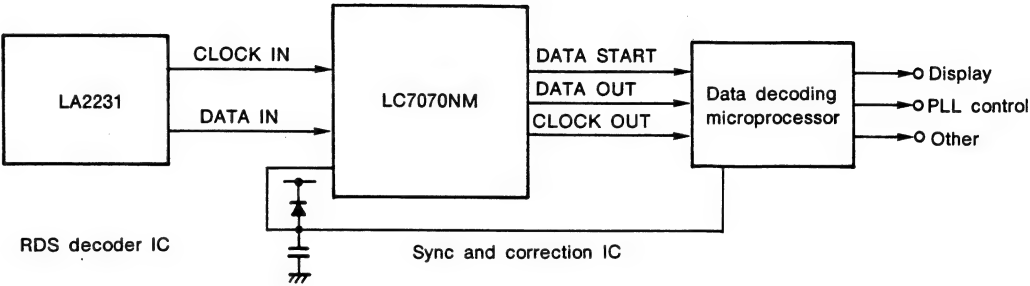 LA2231
CLOCK IN
DATA IN
LC7070NM
DATA START
DATA OUT
CLOCK OUT
Data decoding
microprocessor
Display
PLL control
Other
RDS decoder IC
Sync and correction IC